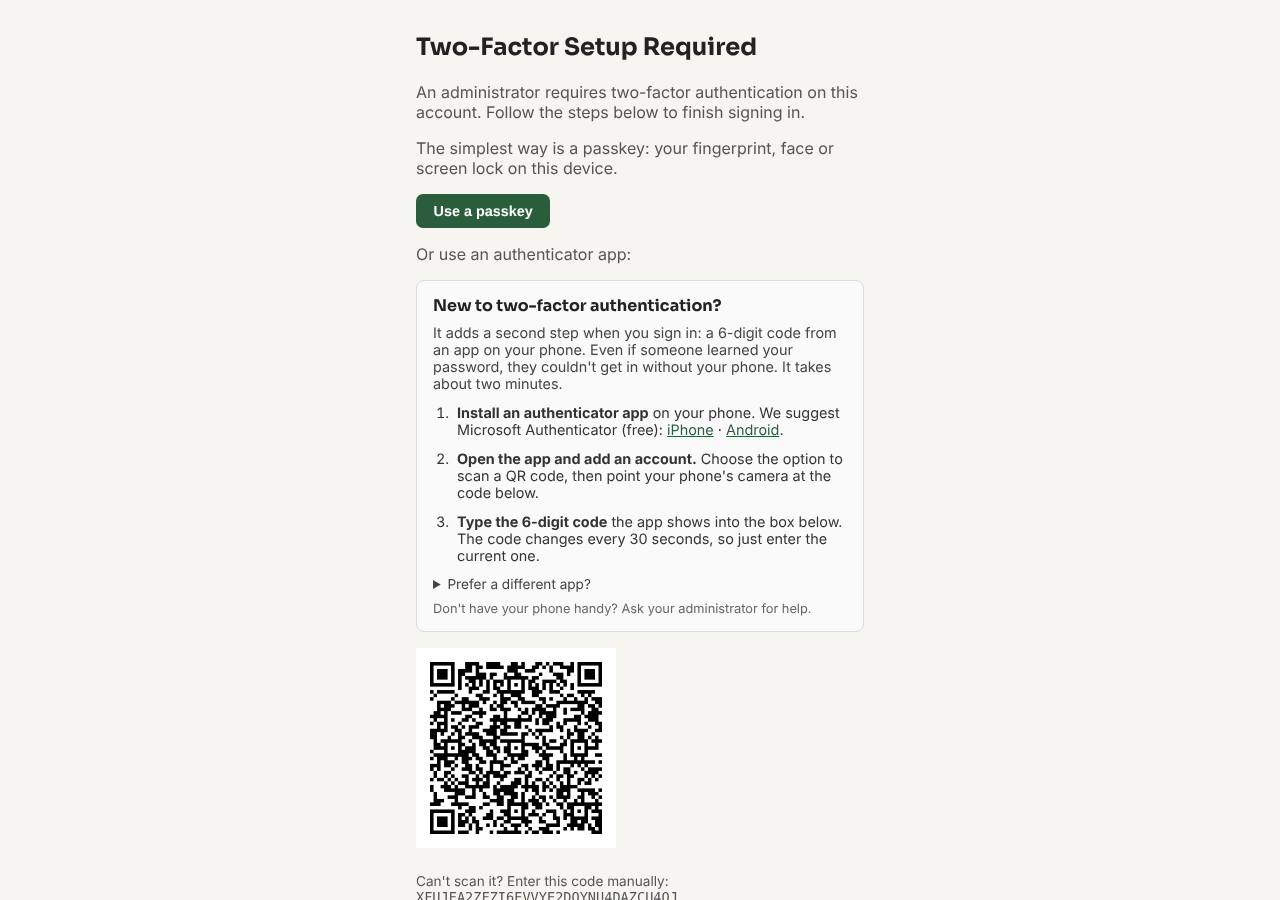 Two-Factor Setup Required
An administrator requires two-factor authentication on this
account. Follow the steps below to finish signing in.
The simplest way is a passkey: your fingerprint, face or
screen lock on this device.
Use a passkey
Or use an authenticator app:
New to two-factor authentication?
It adds a second step when you sign in: a 6-digit code from
an app on your phone. Even if someone learned your
password, they couldn't get in without your phone. It takes
about two minutes.
1. Install an authenticator app on your phone. We suggest
Microsoft Authenticator (free): iPhone · Android.
2. Open the app and add an account. Choose the option to
scan a QR code, then point your phone's camera at the
code below.
3. Type the 6-digit code the app shows into the box below.
The code changes every 30 seconds, so just enter the
current one.
Prefer a different app?
Don't have your phone handy? Ask your administrator for help.
Can't scan it? Enter this code manually: